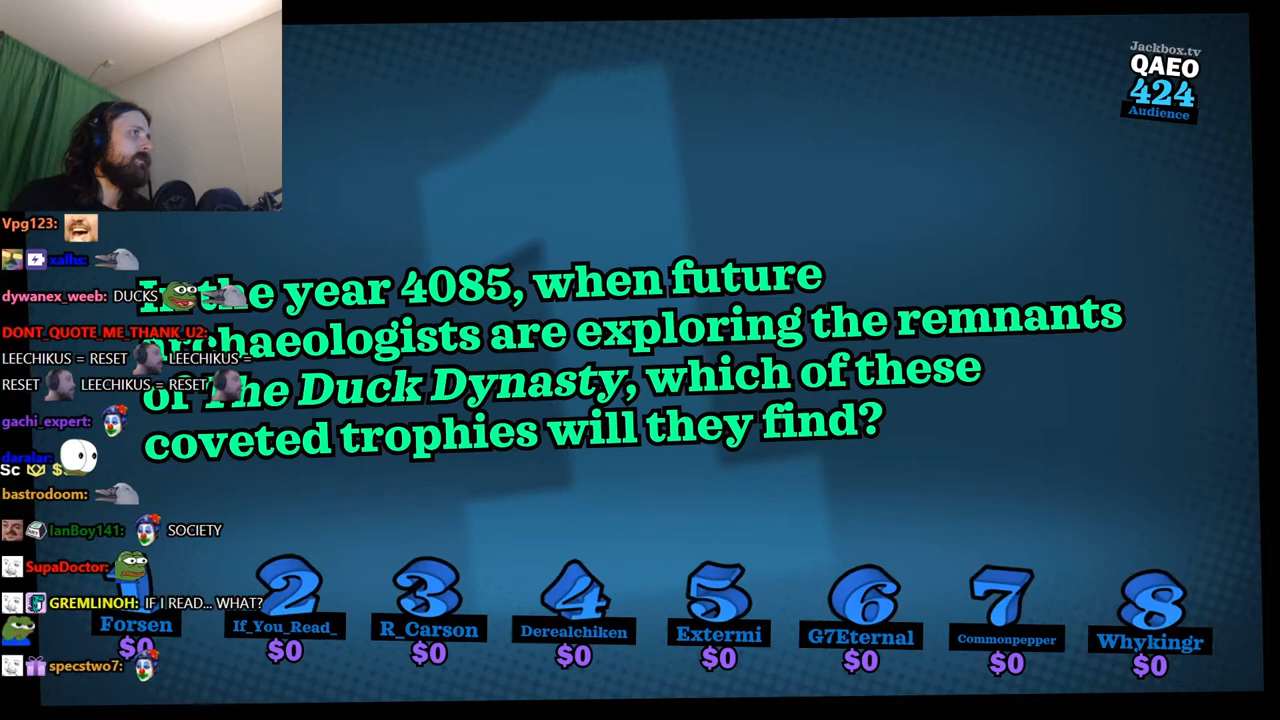 Jackbox.tv
QAEO
424
Audience
Vpg123:
xalhs:
dywanex_weeb: DUCKS
DONT_QUOTE_ME_THANK_U2:
LEECHIKUS = RESET LEECHIKUS =
RESET LEECHIKUS = RESET
gachi_expert:
daralar:
bastrodoom:
IanBoy141: SOCIETY
SupaDoctor:
GREMLINOH: IF I READ... WHAT?
specstwo7:
In the year 4085, when future
archaeologists are exploring the remnants
of The Duck Dynasty, which of these
coveted trophies will they find?
1 2 3 4 5 6 7 8
Forsen If_You_Read_ R_Carson Derealchiken Extermi G7Eternal Commonpepper Whykingr
$0 $0 $0 $0 $0 $0 $0 $0